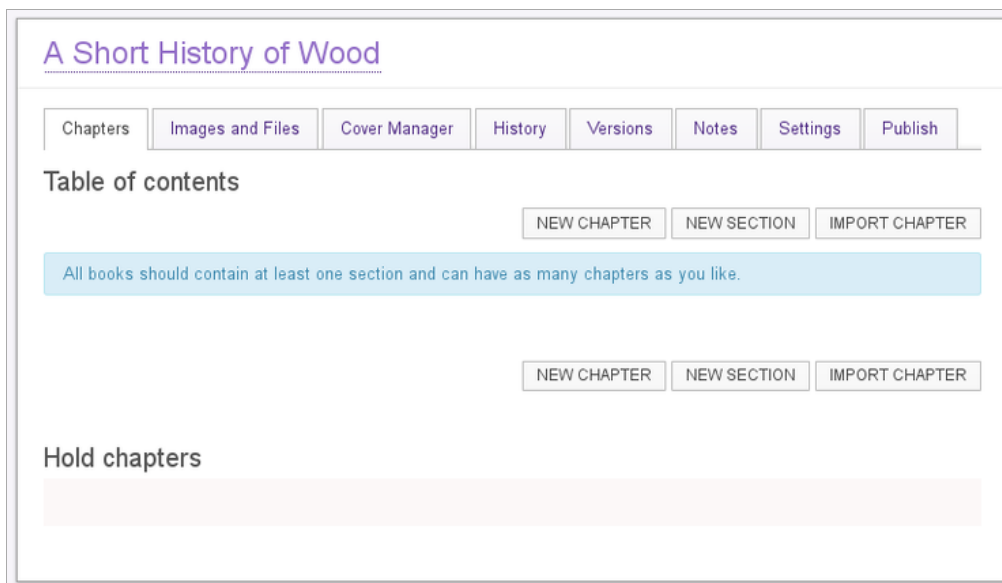 A Short History of Wood
Chapters Images and Files Cover Manager History Versions Notes Settings Publish
Table of contents
NEW CHAPTER NEW SECTION IMPORT CHAPTER
All books should contain at least one section and can have as many chapters as you like.
NEW CHAPTER NEW SECTION IMPORT CHAPTER
Hold chapters